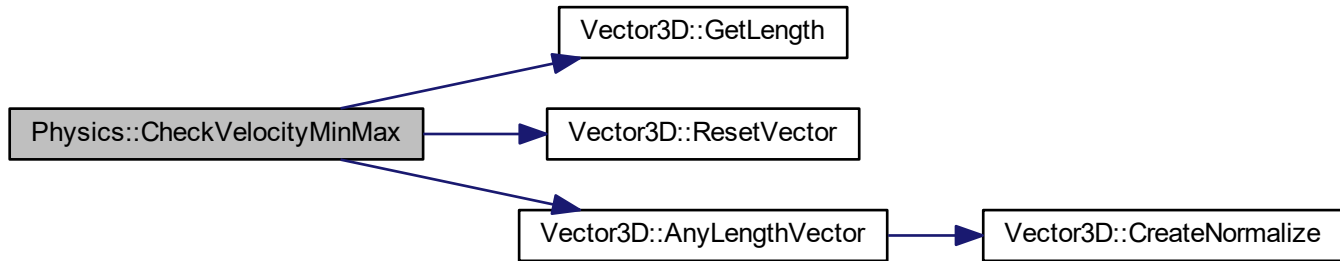 Vector3D::GetLength
Physics::CheckVelocityMinMax
Vector3D::ResetVector
Vector3D::AnyLengthVector
Vector3D::CreateNormalize